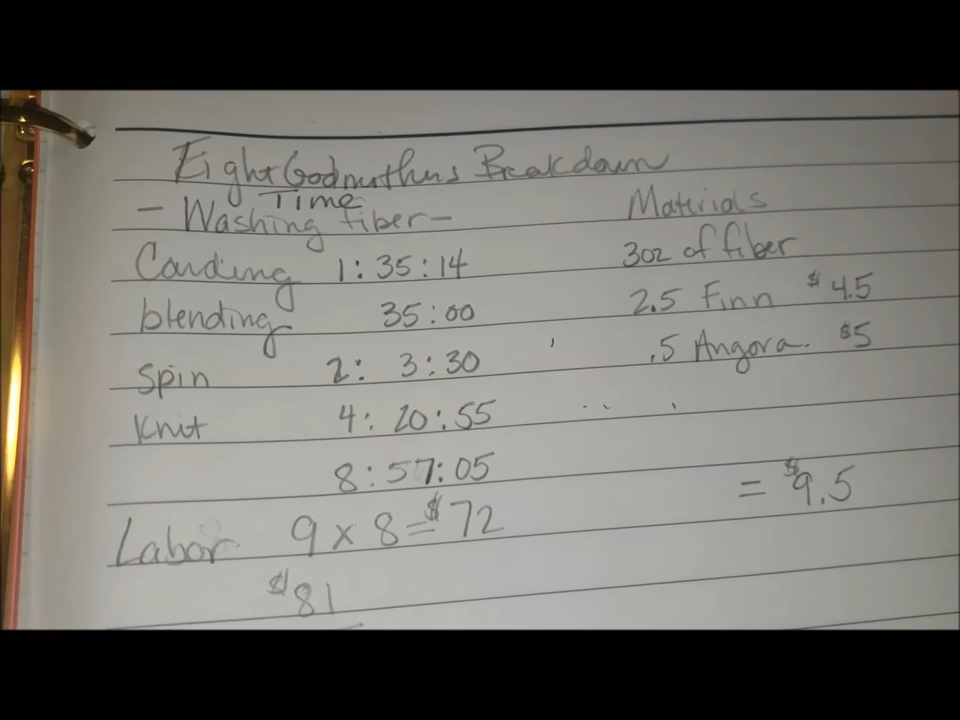 Eight Godmuthers Breakdown
Time
- Washing fiber -
Materials
Carding 1:35:14
3oz of fiber
blending 35:00
2.5 Finn $4.5
Spin 2: 3:30
.5 Angora. $5
Knit 4: 20:55
8:57:05
= $9.5
Labor. 9 x 8 = $72
$81